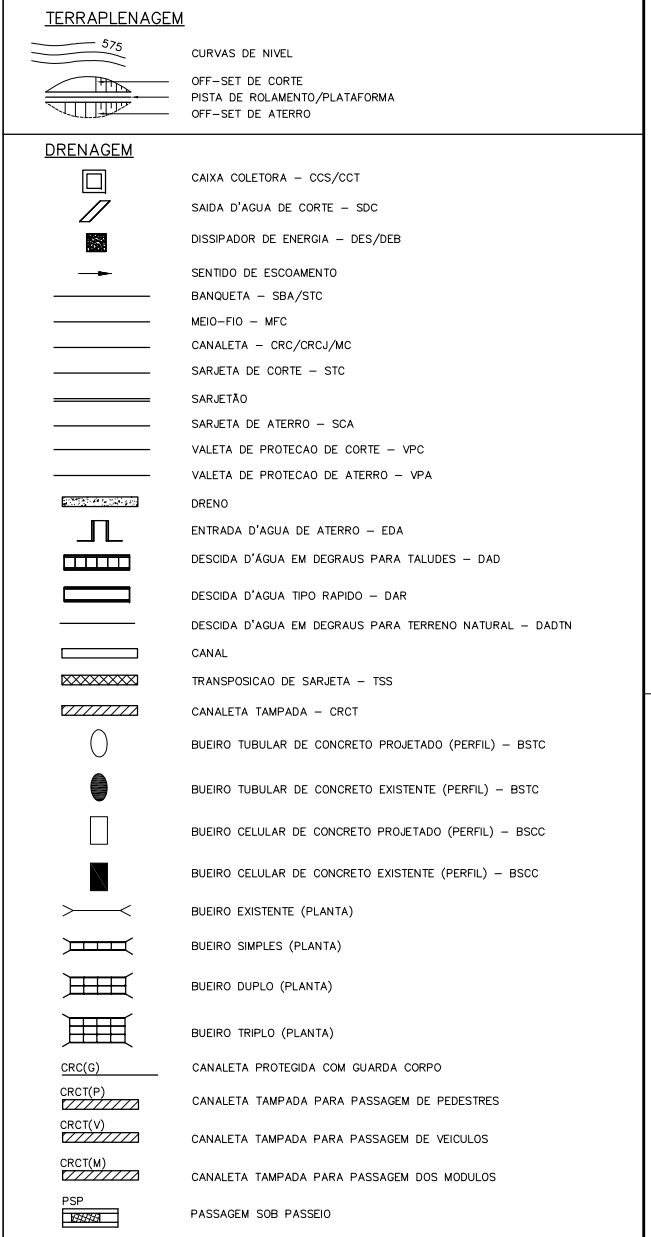 TERRAPLENAGEM
575
CURVAS DE NIVEL
OFF-SET DE CORTE
PISTA DE ROLAMENTO/PLATAFORMA
OFF-SET DE ATERRO
DRENAGEM
CAIXA COLETORA - CCS/CCT
SAIDA D'AGUA DE CORTE - SDC
DISSIPADOR DE ENERGIA - DES/DEB
SENTIDO DE ESCOAMENTO
BANQUETA - SBA/STC
MEIO-FIO - MFC
CANALETA - CRC/CRCJ/MC
SARJETA DE CORTE - STC
SARJETÃO
SARJETA DE ATERRO - SCA
VALETA DE PROTECAO DE CORTE - VPC
VALETA DE PROTECAO DE ATERRO - VPA
DRENO
ENTRADA D'AGUA DE ATERRO - EDA
DESCIDA D'ÁGUA EM DEGRAUS PARA TALUDES - DAD
DESCIDA D'AGUA TIPO RAPIDO - DAR
DESCIDA D'AGUA EM DEGRAUS PARA TERRENO NATURAL - DADTN
CANAL
TRANSPOSICAO DE SARJETA - TSS
CANALETA TAMPADA - CRCT
BUEIRO TUBULAR DE CONCRETO PROJETADO (PERFIL) - BSTC
BUEIRO TUBULAR DE CONCRETO EXISTENTE (PERFIL) - BSTC
BUEIRO CELULAR DE CONCRETO PROJETADO (PERFIL) - BSCC
BUEIRO CELULAR DE CONCRETO EXISTENTE (PERFIL) - BSCC
BUEIRO EXISTENTE (PLANTA)
BUEIRO SIMPLES (PLANTA)
BUEIRO DUPLO (PLANTA)
BUEIRO TRIPLO (PLANTA)
CRC(G) CANALETA PROTEGIDA COM GUARDA CORPO
CRCT(P) CANALETA TAMPADA PARA PASSAGEM DE PEDESTRES
CRCT(V) CANALETA TAMPADA PARA PASSAGEM DE VEICULOS
CRCT(M) CANALETA TAMPADA PARA PASSAGEM DOS MODULOS
PSP PASSAGEM SOB PASSEIO